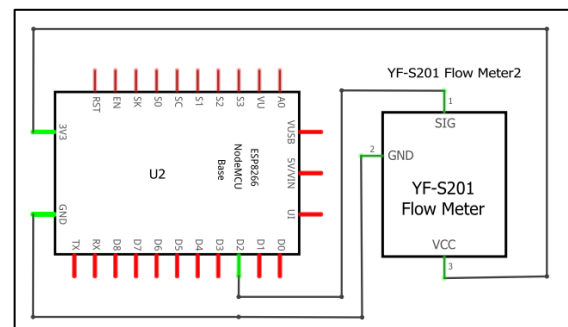 YF-S201 Flow Meter2
RST
EN
SK
S0
SC
S1
S2
S3
VU
A0
3V3
GND
U2
ESP8266
NodeMCU
Base
VUSB
5V/VIN
UI
TX
RX
D8
D7
D6
D5
D4
D3
D2
D1
D0
1
SIG
2
GND
YF-S201
Flow Meter
VCC
3